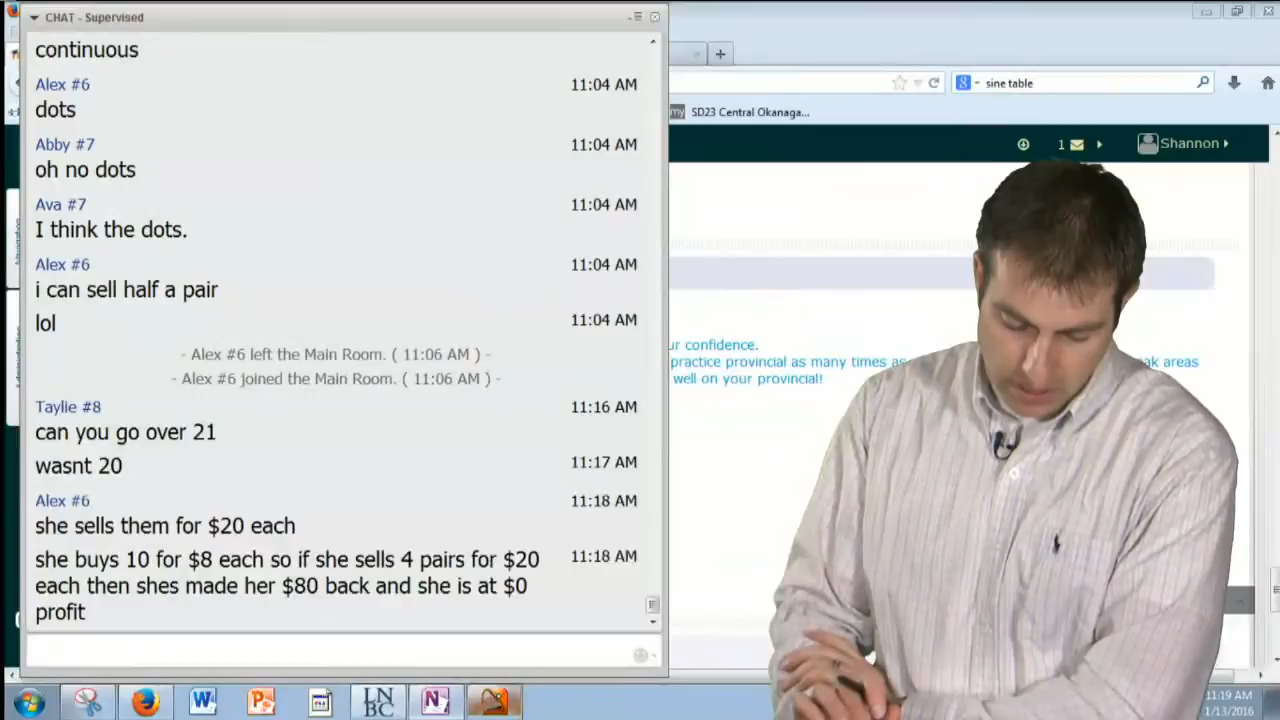 CHAT - Supervised
continuous
Alex #6 11:04 AM
dots
Abby #7 11:04 AM
oh no dots
Ava #7 11:04 AM
I think the dots.
Alex #6 11:04 AM
i can sell half a pair
lol 11:04 AM
- Alex #6 left the Main Room. ( 11:06 AM ) -
- Alex #6 joined the Main Room. ( 11:06 AM ) -
Taylie #8 11:16 AM
can you go over 21
wasnt 20 11:17 AM
Alex #6 11:18 AM
she sells them for $20 each
she buys 10 for $8 each so if she sells 4 pairs for $20 11:18 AM
each then shes made her $80 back and she is at $0
profit
sine table
SD23 Central Okanaga...
1
Shannon
ur confidence.
practice provincial as many times as
ak areas
well on your provincial!
LN
BC
11:19 AM
1/13/2016